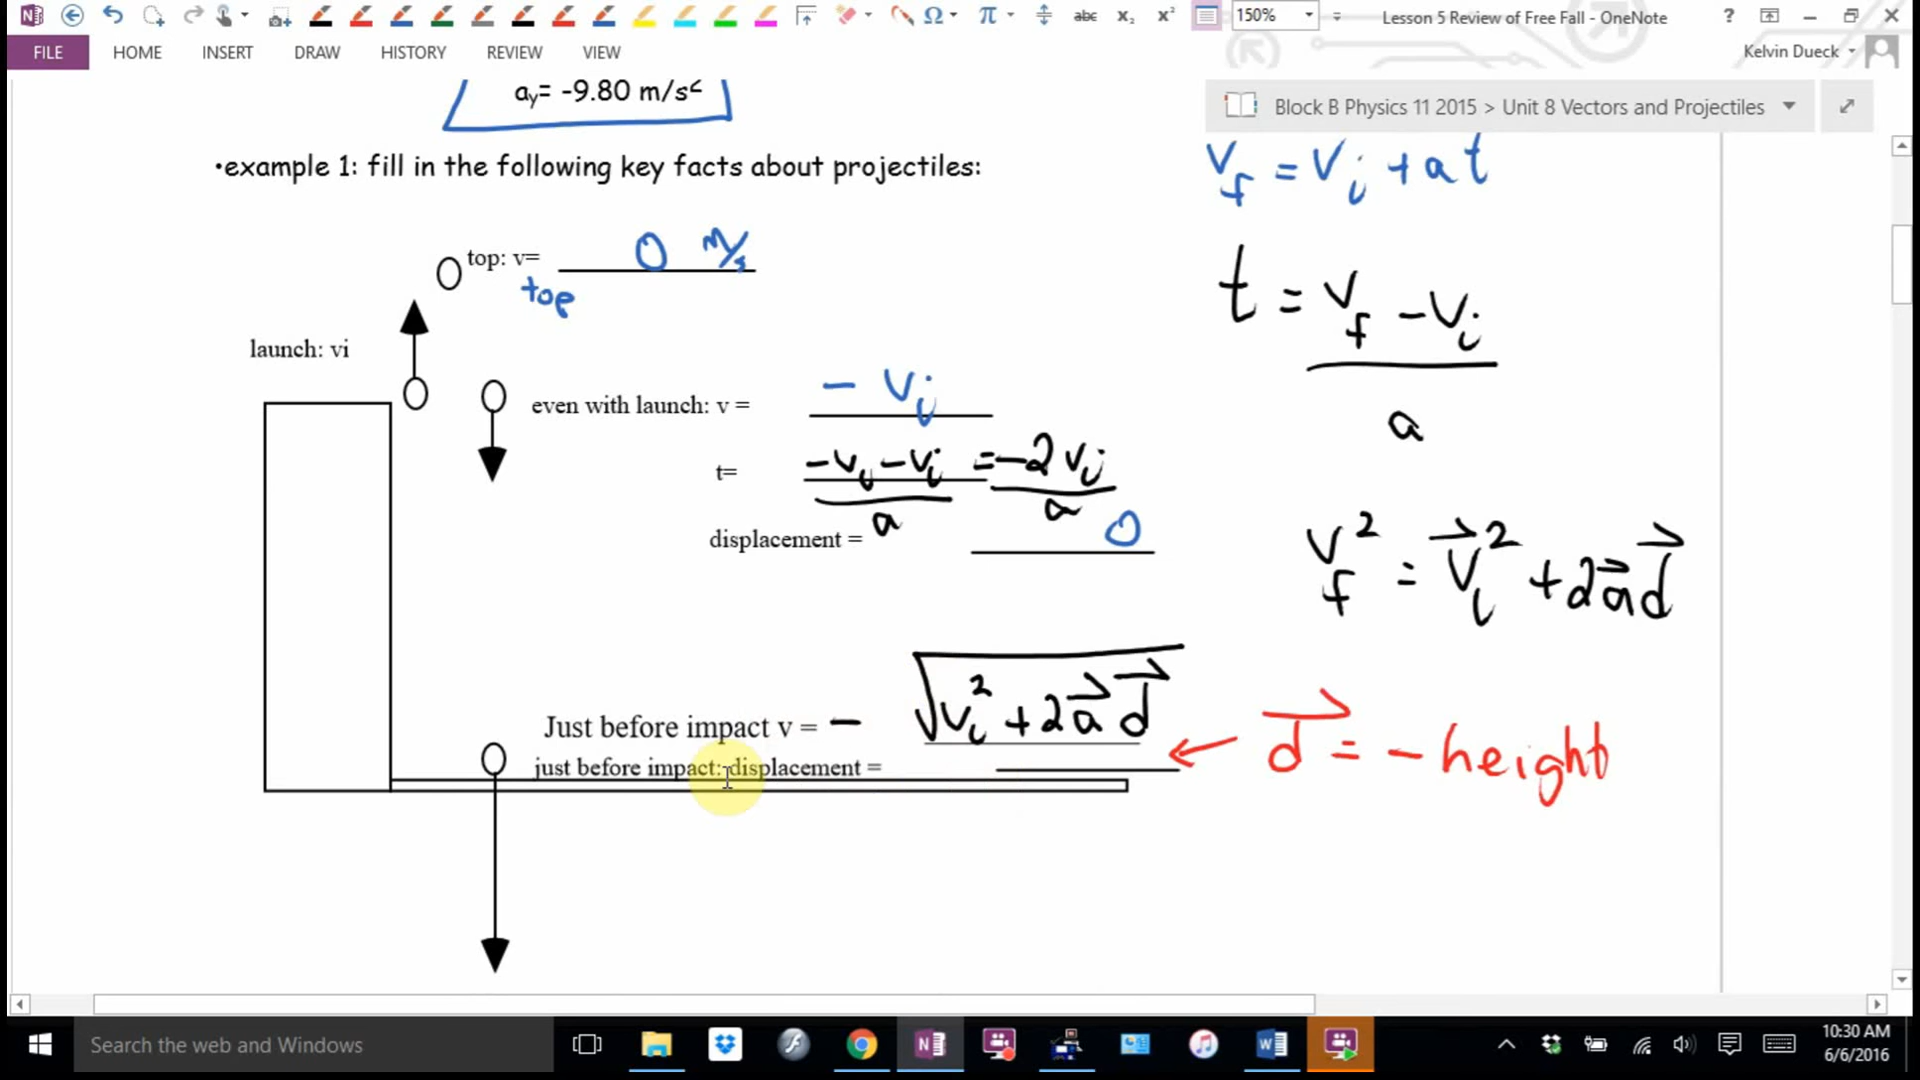 150%
Lesson 5 Review of Free Fall - OneNote
FILE HOME INSERT DRAW HISTORY REVIEW VIEW
Kelvin Dueck
Block B Physics 11 2015 > Unit 8 Vectors and Projectiles
ay= -9.80 m/s²
•example 1: fill in the following key facts about projectiles:
vf = vi + at
top: v= 0 m/s
top
t = vf - vi
a
launch: vi
even with launch: v = - vi
t= -vi - vi = -2vi
a a
displacement = 0
vf² = vi² + 2ad
Just before impact v = - √vi² + 2ad
just before impact: displacement =
d = - height
Search the web and Windows
10:30 AM
6/6/2016